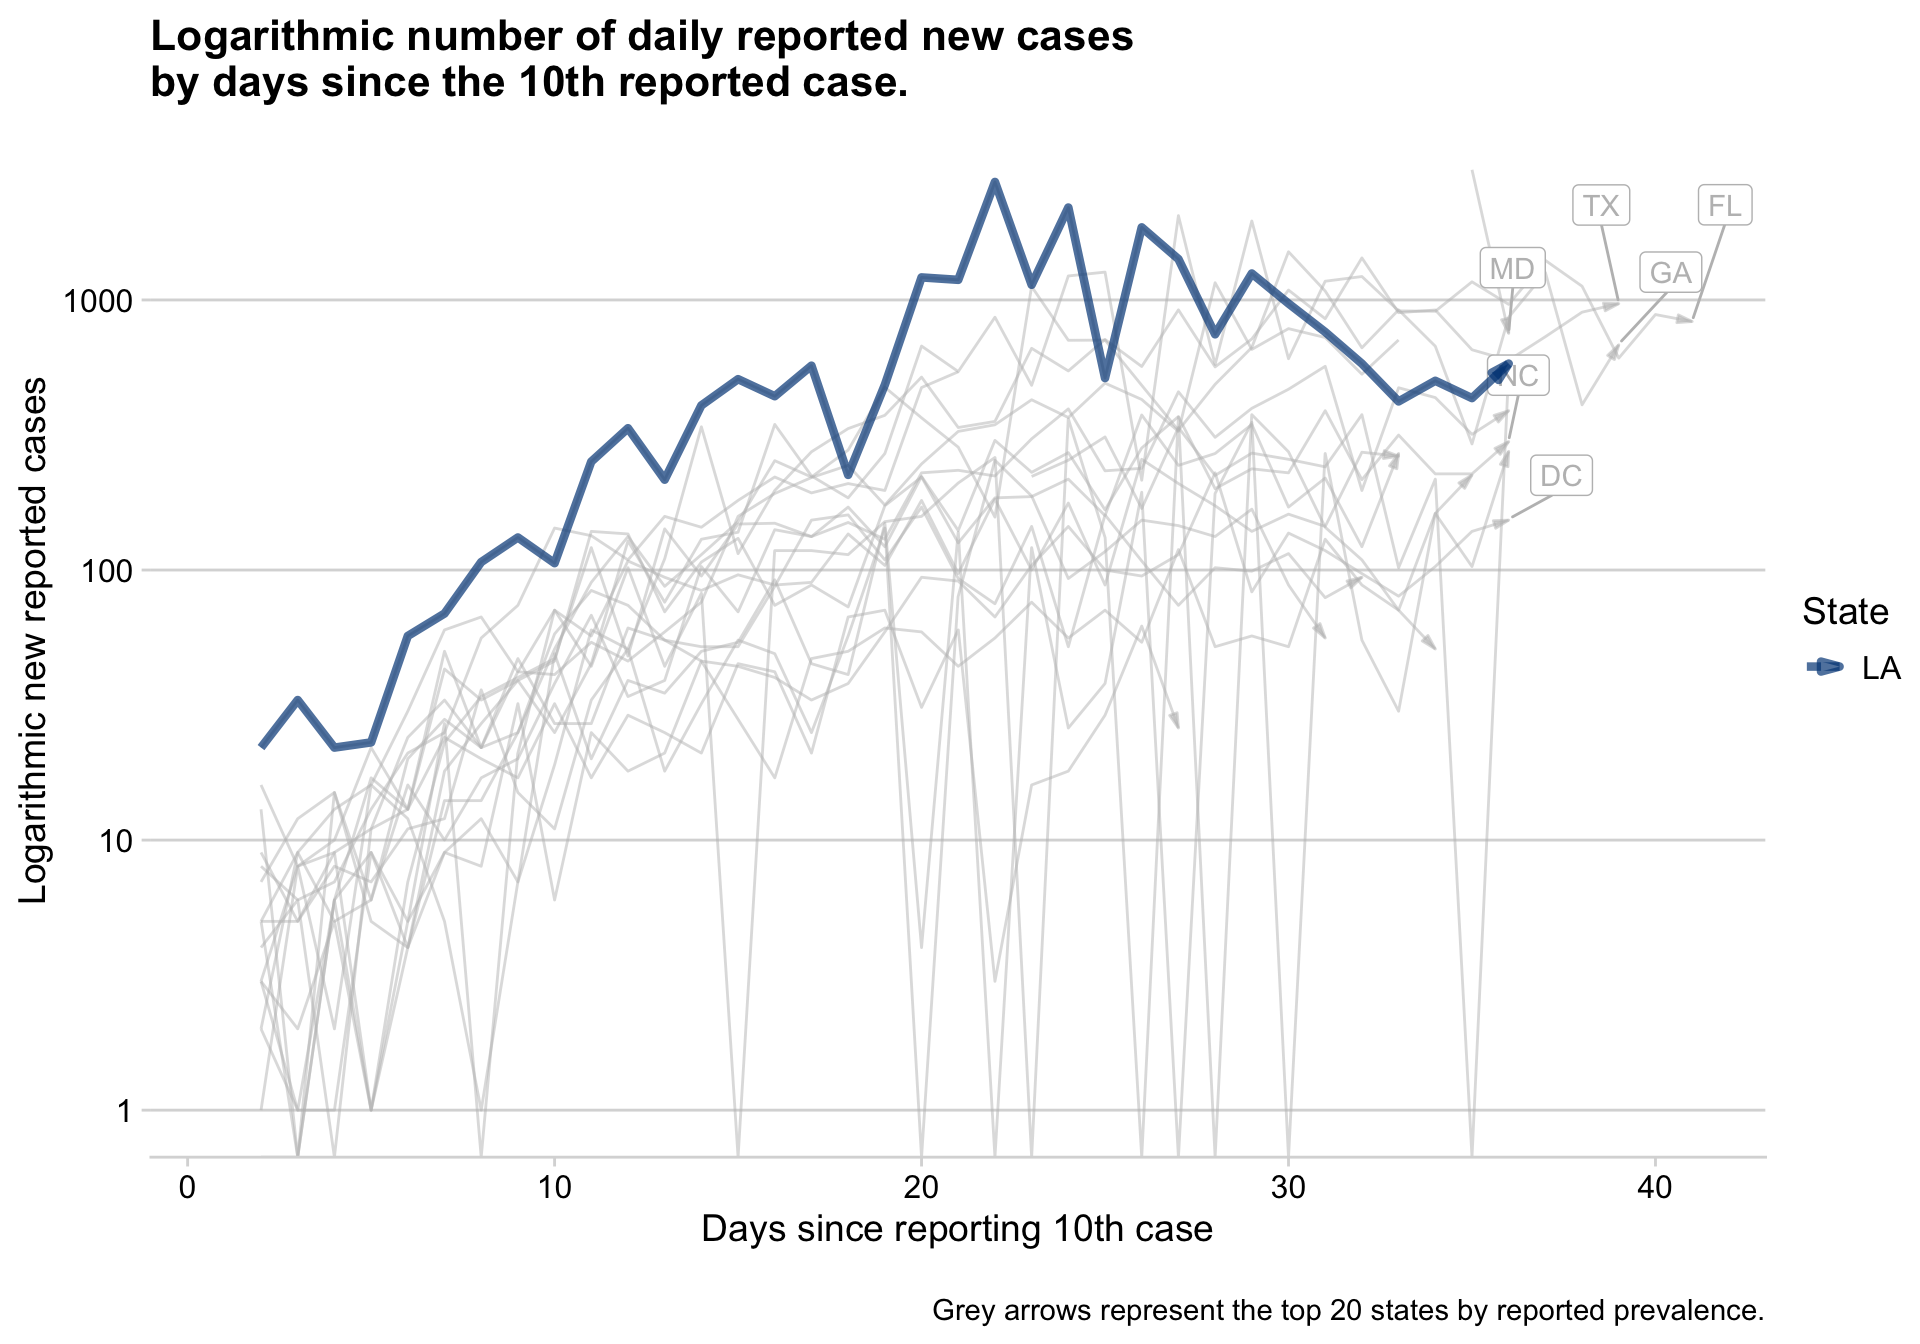 Logarithmic number of daily reported new cases
by days since the 10th reported case.
TX
FL
MD
GA
1000
NC
DC
100
State
LA
10
1
Logarithmic new reported cases
0 10 20 30 40
Days since reporting 10th case
Grey arrows represent the top 20 states by reported prevalence.